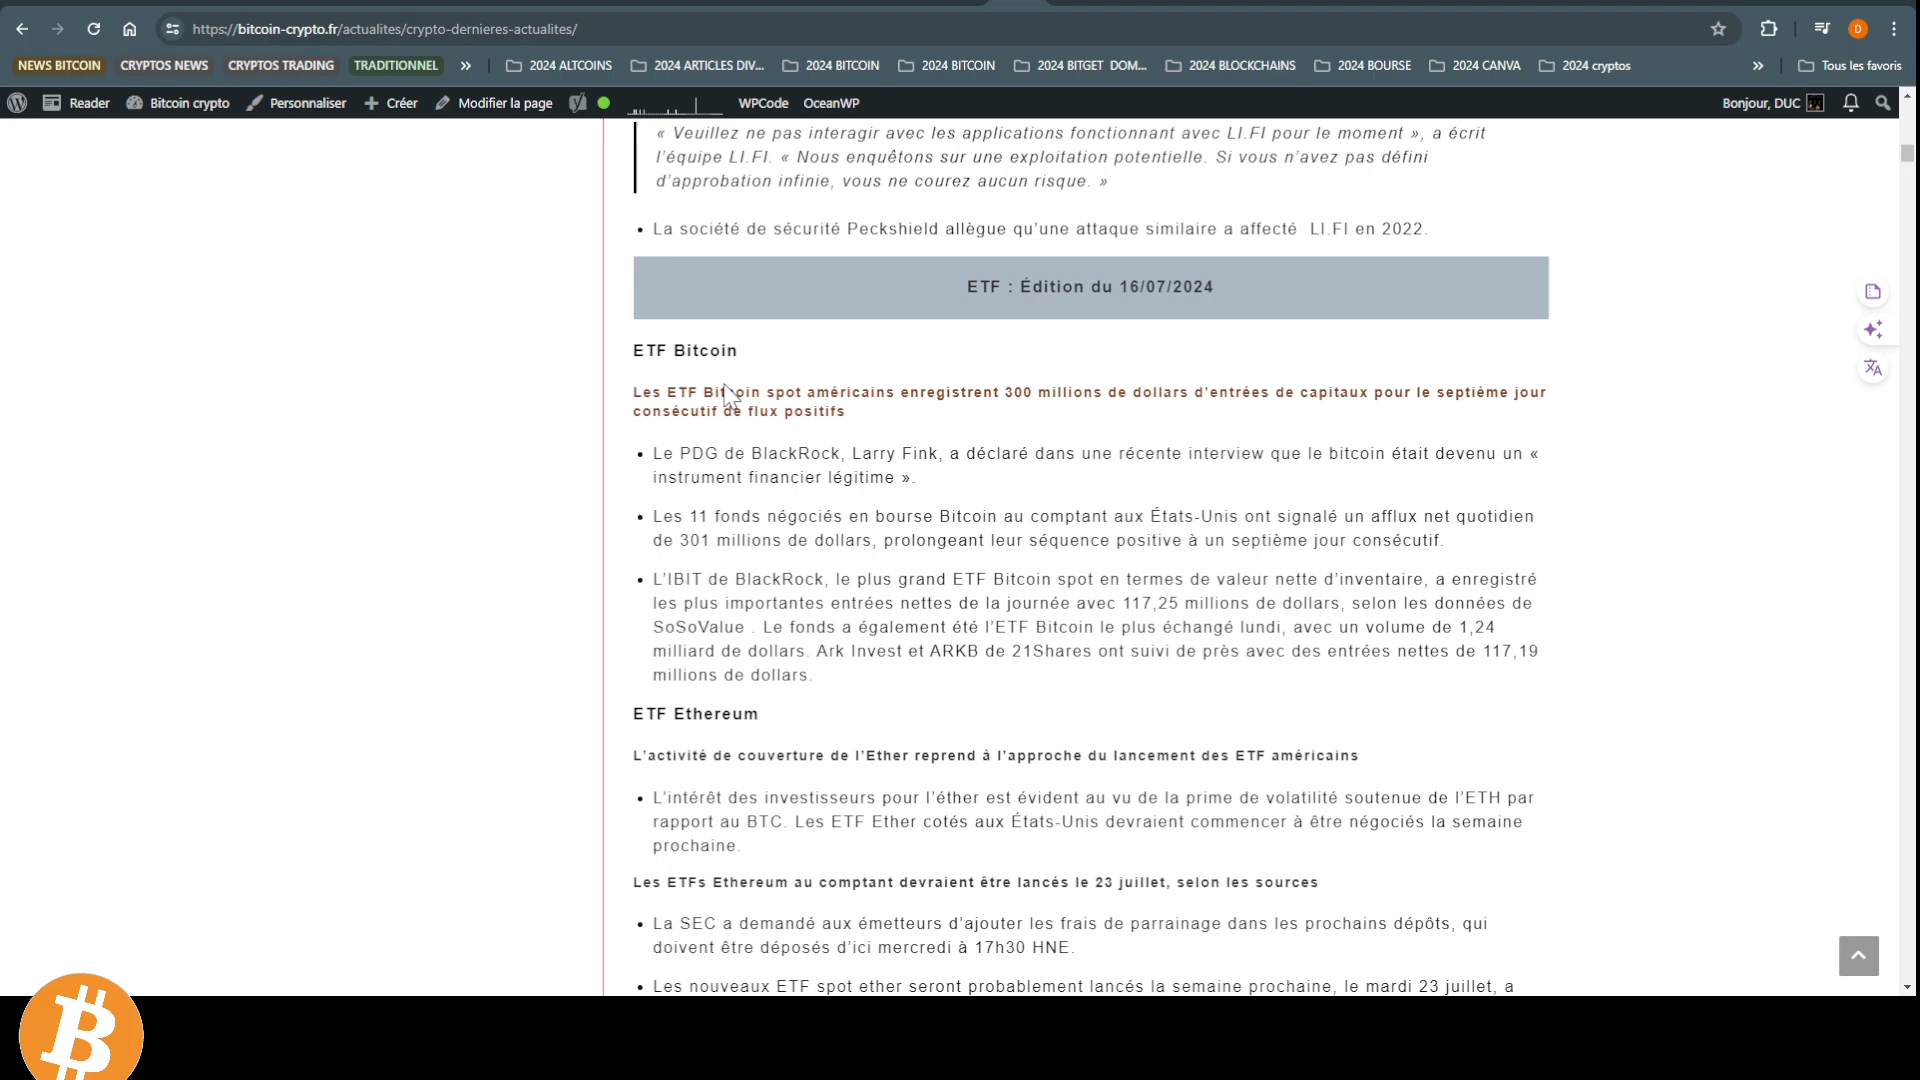 https://bitcoin-crypto.fr/actualites/crypto-dernieres-actualites/
D
NEWS BITCOIN CRYPTOS NEWS CRYPTOS TRADING TRADITIONNEL » 2024 ALTCOINS 2024 ARTICLES DIV... 2024 BITCOIN 2024 BITCOIN 2024 BITGET DOM... 2024 BLOCKCHAINS 2024 BOURSE 2024 CANVA 2024 cryptos » Tous les favoris
Reader Bitcoin crypto Personnaliser Créer Modifier la page WPCode OceanWP Bonjour, DUC
« Veuillez ne pas interagir avec les applications fonctionnant avec LI.FI pour le moment », a écrit
l’équipe LI.FI. « Nous enquêtons sur une exploitation potentielle. Si vous n’avez pas défini
d’approbation infinie, vous ne courez aucun risque. »
• La société de sécurité Peckshield allègue qu’une attaque similaire a affecté LI.FI en 2022.
ETF : Édition du 16/07/2024
ETF Bitcoin
Les ETF Bitcoin spot américains enregistrent 300 millions de dollars d’entrées de capitaux pour le septième jour
consécutif de flux positifs
• Le PDG de BlackRock, Larry Fink, a déclaré dans une récente interview que le bitcoin était devenu un «
instrument financier légitime ».
• Les 11 fonds négociés en bourse Bitcoin au comptant aux États-Unis ont signalé un afflux net quotidien
de 301 millions de dollars, prolongeant leur séquence positive à un septième jour consécutif.
• L’IBIT de BlackRock, le plus grand ETF Bitcoin spot en termes de valeur nette d’inventaire, a enregistré
les plus importantes entrées nettes de la journée avec 117,25 millions de dollars, selon les données de
SoSoValue . Le fonds a également été l’ETF Bitcoin le plus échangé lundi, avec un volume de 1,24
milliard de dollars. Ark Invest et ARKB de 21Shares ont suivi de près avec des entrées nettes de 117,19
millions de dollars.
ETF Ethereum
L’activité de couverture de l’Ether reprend à l’approche du lancement des ETF américains
• L’intérêt des investisseurs pour l’éther est évident au vu de la prime de volatilité soutenue de l’ETH par
rapport au BTC. Les ETF Ether cotés aux États-Unis devraient commencer à être négociés la semaine
prochaine.
Les ETFs Ethereum au comptant devraient être lancés le 23 juillet, selon les sources
• La SEC a demandé aux émetteurs d’ajouter les frais de parrainage dans les prochains dépôts, qui
doivent être déposés d’ici mercredi à 17h30 HNE.
• Les nouveaux ETF spot ether seront probablement lancés la semaine prochaine, le mardi 23 juillet, a